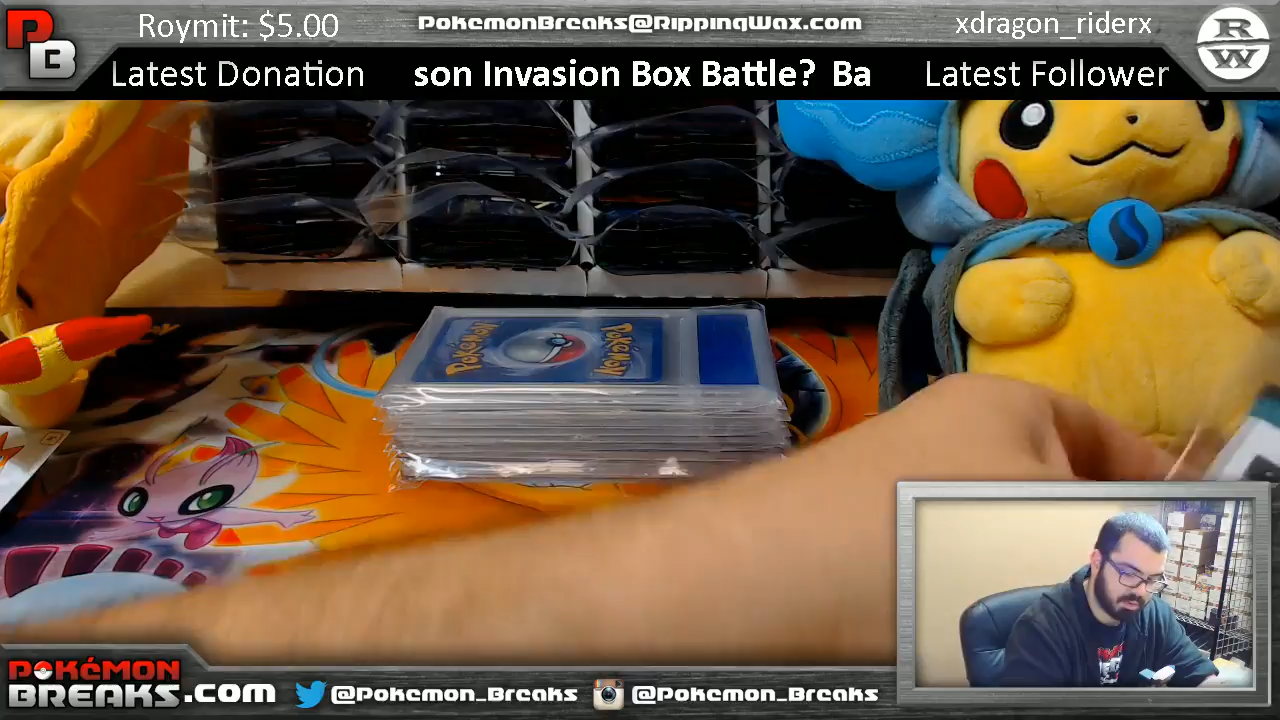 Roymit: $5.00
PokemonBreaks@RippingWax.com
xdragon_riderx
PB
RW
Latest Donation
son Invasion Box Battle? Ba
Latest Follower
POKéMON
POKéMON
POKéMON
BREAKS.com
@Pokemon_Breaks
@Pokemon_Breaks